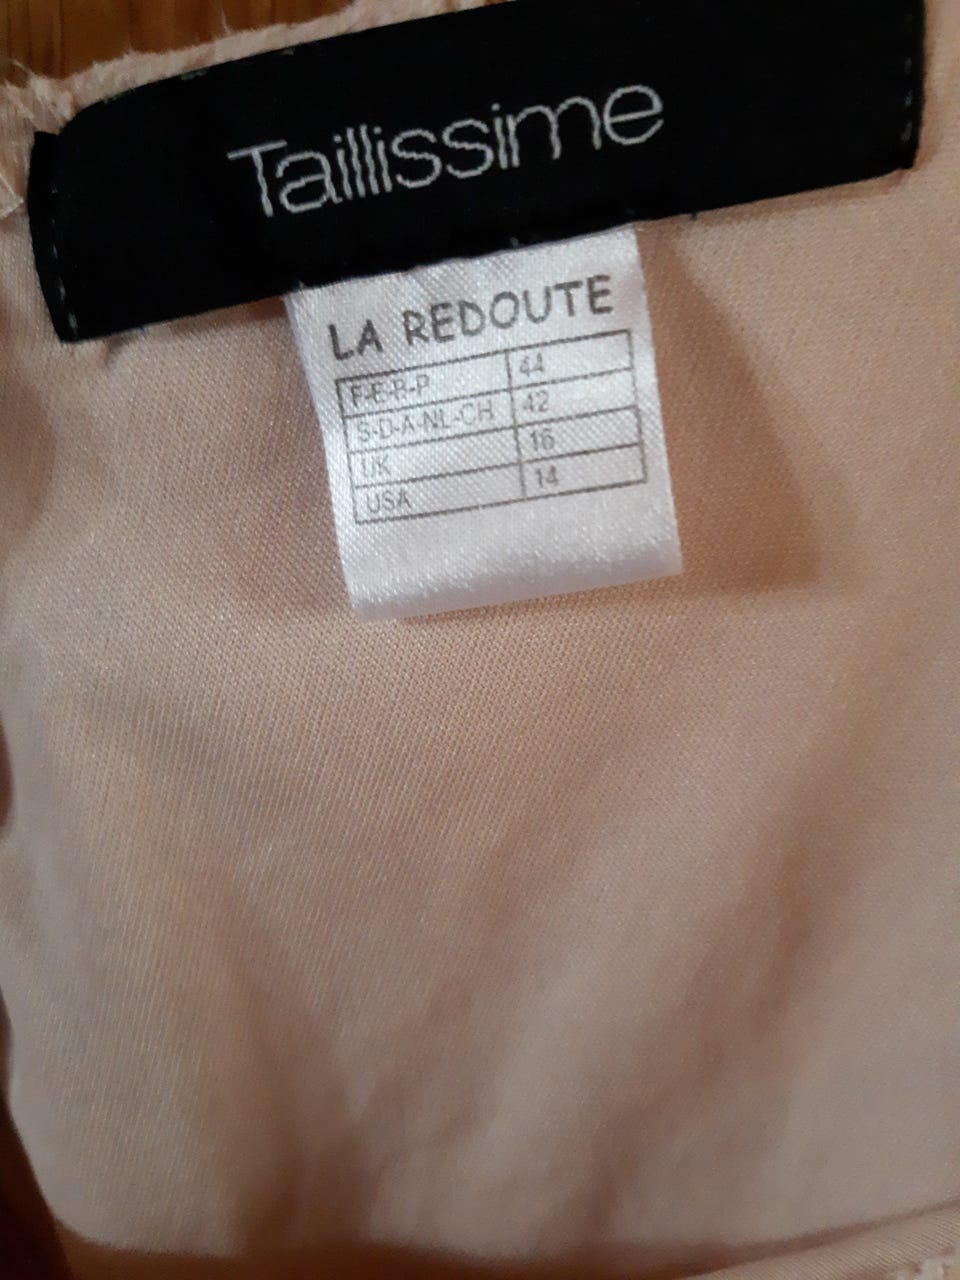 Taillissime
LA REDOUTE
F-E-B-P 44
S-D-A-NL-CH 42
UK 16
USA 14